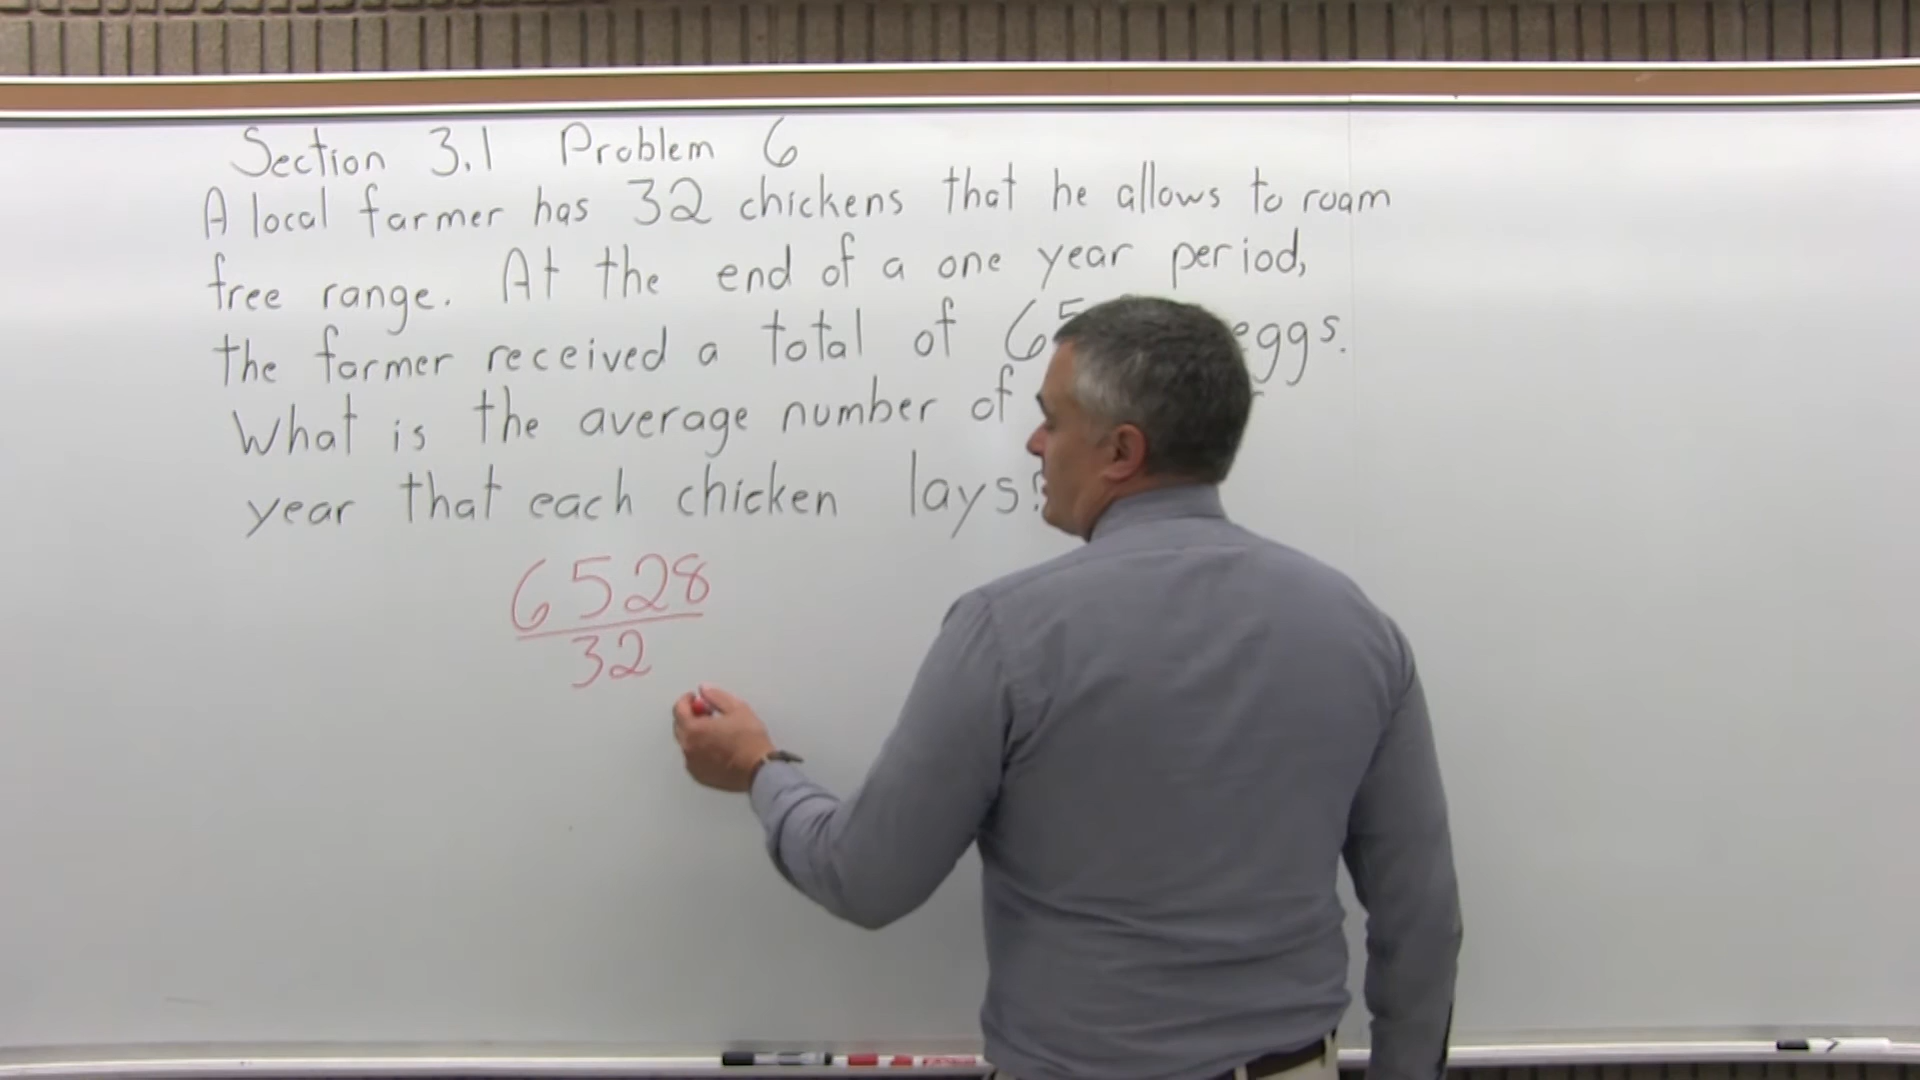 Section 3.1 Problem 6
A local farmer has 32 chickens that he allows to roam
free range. At the end of a one year period,
the farmer received a total of 65 eggs.
What is the average number of
year that each chicken lays?
6528
32